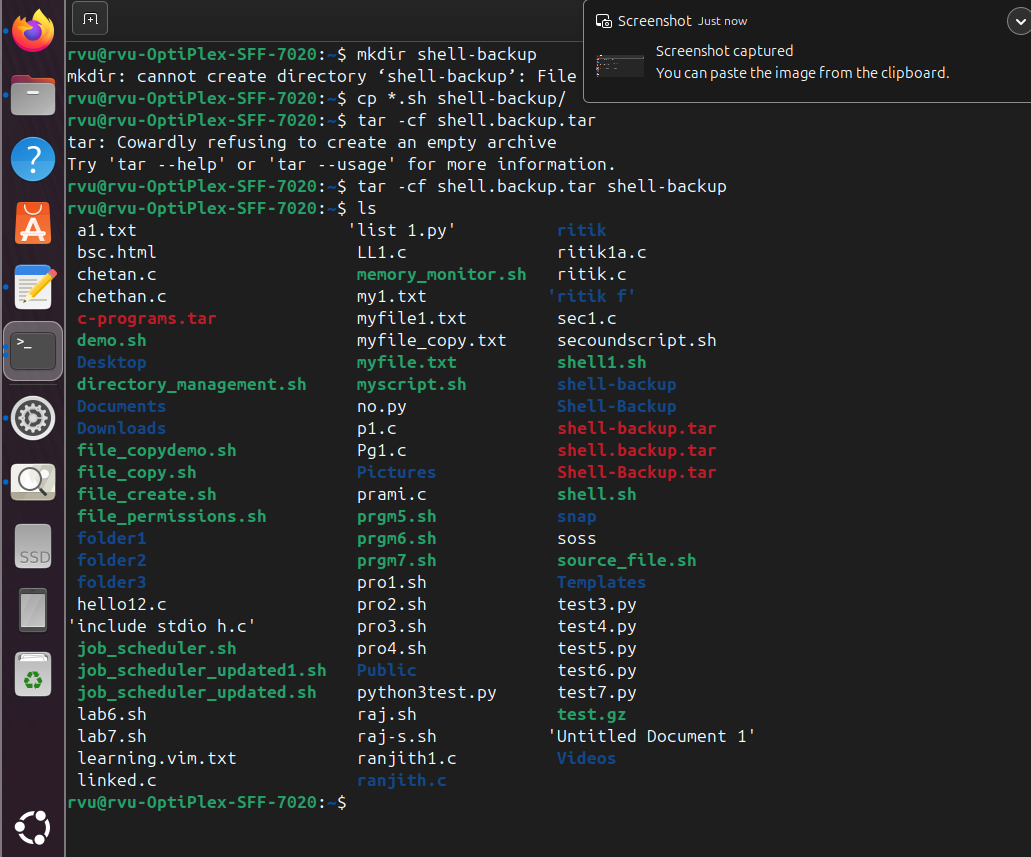 Screenshot Just now
Screenshot captured
You can paste the image from the clipboard.
rvu@rvu-OptiPlex-SFF-7020:~$ mkdir shell-backup
mkdir: cannot create directory ‘shell-backup’: File
rvu@rvu-OptiPlex-SFF-7020:~$ cp *.sh shell-backup/
rvu@rvu-OptiPlex-SFF-7020:~$ tar -cf shell.backup.tar
tar: Cowardly refusing to create an empty archive
Try 'tar --help' or 'tar --usage' for more information.
rvu@rvu-OptiPlex-SFF-7020:~$ tar -cf shell.backup.tar shell-backup
rvu@rvu-OptiPlex-SFF-7020:~$ ls
a1.txt 'list 1.py' ritik
bsc.html LL1.c ritik1a.c
chetan.c memory_monitor.sh ritik.c
chethan.c my1.txt 'ritik f'
c-programs.tar myfile1.txt sec1.c
demo.sh myfile_copy.txt secoundscript.sh
Desktop myfile.txt shell1.sh
directory_management.sh myscript.sh shell-backup
Documents no.py Shell-Backup
Downloads p1.c shell-backup.tar
file_copydemo.sh Pg1.c shell.backup.tar
file_copy.sh Pictures Shell-Backup.tar
file_create.sh prami.c shell.sh
file_permissions.sh prgm5.sh snap
folder1 prgm6.sh soss
folder2 prgm7.sh source_file.sh
folder3 pro1.sh Templates
hello12.c pro2.sh test3.py
'include stdio h.c' pro3.sh test4.py
job_scheduler.sh pro4.sh test5.py
job_scheduler_updated1.sh Public test6.py
job_scheduler_updated.sh python3test.py test7.py
lab6.sh raj.sh test.gz
lab7.sh raj-s.sh 'Untitled Document 1'
learning.vim.txt ranjith1.c Videos
linked.c ranjith.c
rvu@rvu-OptiPlex-SFF-7020:~$
SSD